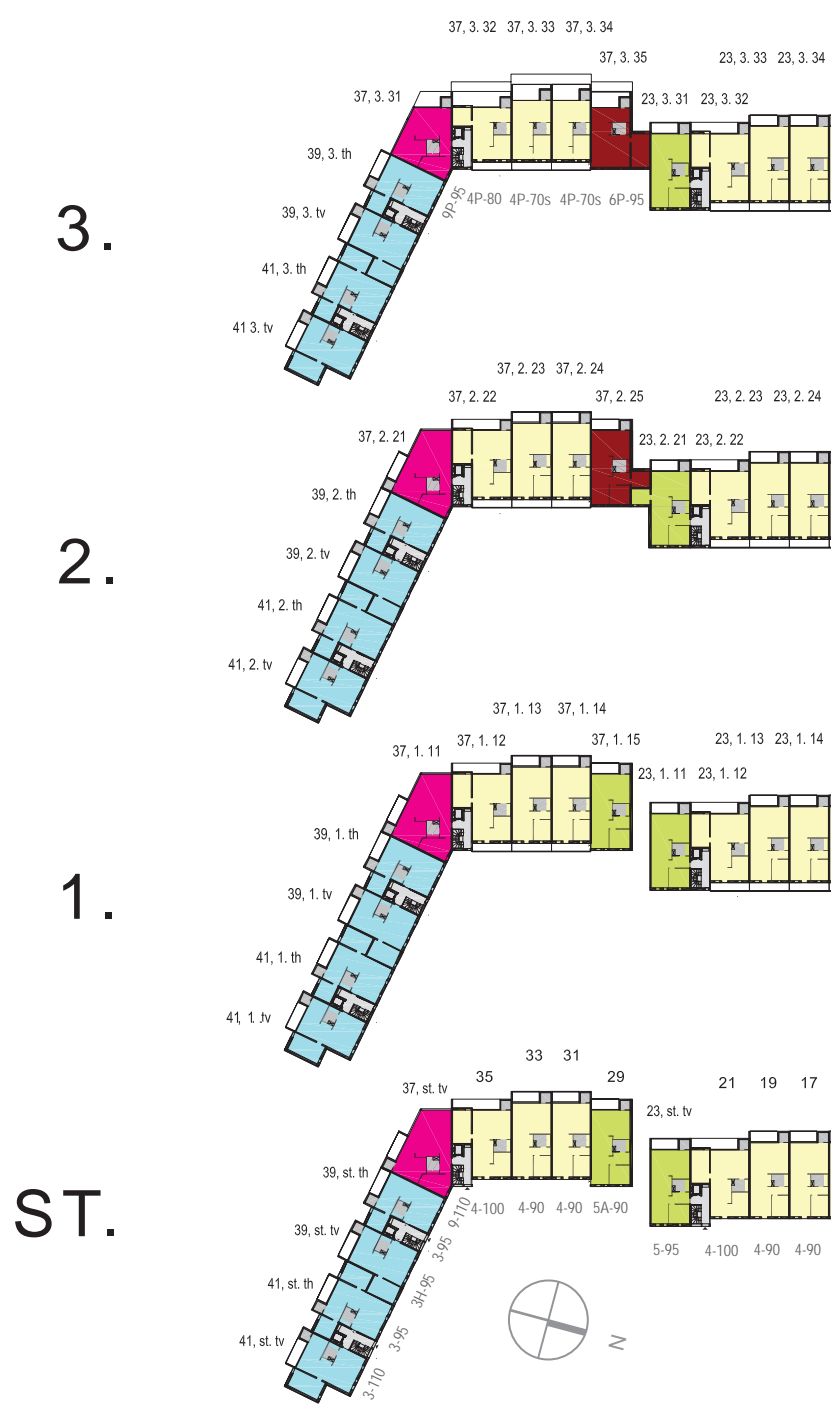 37, 3. 32 37, 3. 33 37, 3. 34
37, 3. 35 23, 3. 33 23, 3. 34
37, 3. 31 23, 3. 31 23, 3. 32
39, 3. th
3.
39, 3. tv
9P-95 4P-80 4P-70s 4P-70s 6P-95
41, 3. th
41 3. tv
37, 2. 23 37, 2. 24
37, 2. 22 37, 2. 25 23, 2. 23 23, 2. 24
37, 2. 21 23. 2. 21 23, 2. 22
39, 2. th
2.
39, 2. tv
41, 2. th
41, 2. tv
37, 1. 13 37, 1. 14
37, 1. 11 37, 1. 12 37, 1. 15 23, 1. 13 23, 1. 14
23, 1. 11 23, 1. 12
39, 1. th
1.
39, 1. tv
41, 1. th
41, 1. .tv
33 31
37, st. tv 35 29 21 19 17
23, st. tv
39, st. th
ST.
9-110 4-100 4-90 4-90 5A-90
39, st. tv
3-95 5-95 4-100 4-90 4-90
41, st. th
3H-95
41, st. tv
3-95
3-110
N